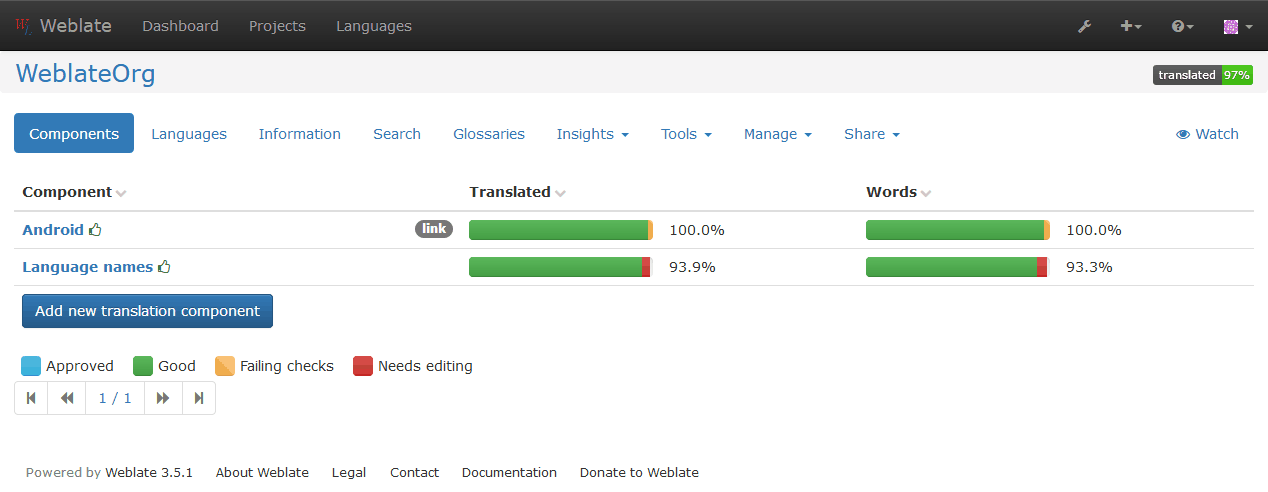 Weblate Dashboard Projects Languages
WeblateOrg translated 97%
Components Languages Information Search Glossaries Insights Tools Manage Share Watch
Component Translated Words
Android link 100.0% 100.0%
Language names 93.9% 93.3%
Add new translation component
Approved Good Failing checks Needs editing
1 / 1
Powered by Weblate 3.5.1 About Weblate Legal Contact Documentation Donate to Weblate